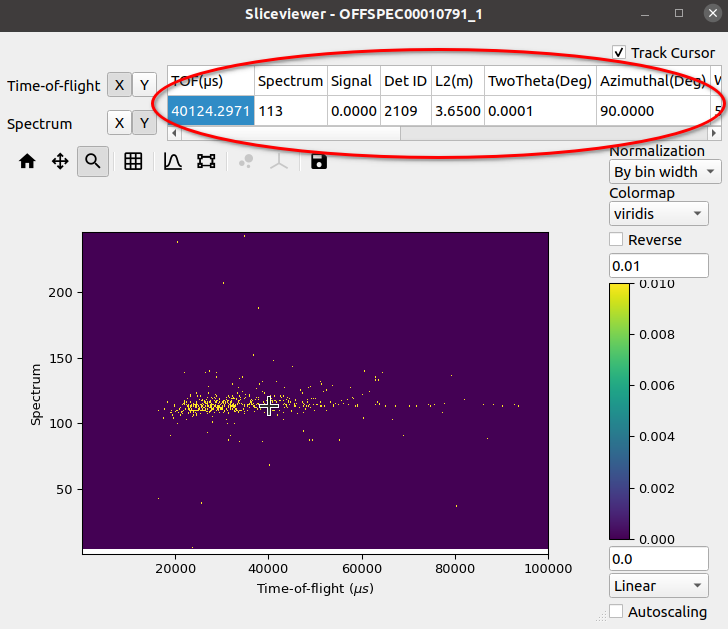 Sliceviewer - OFFSPEC00010791_1
Track Cursor
Time-of-flight X Y
TOF(μs) Spectrum Signal Det ID L2(m) TwoTheta(Deg) Azimuthal(Deg)
40124.2971 113 0.0000 2109 3.6500 0.0001 90.0000
Spectrum X Y
Normalization
By bin width
Colormap
viridis
Reverse
0.01
0.010
0.008
0.006
0.004
0.002
0.000
0.0
Linear
Autoscaling
200
150
100
50
Spectrum
20000 40000 60000 80000 100000
Time-of-flight (μs)